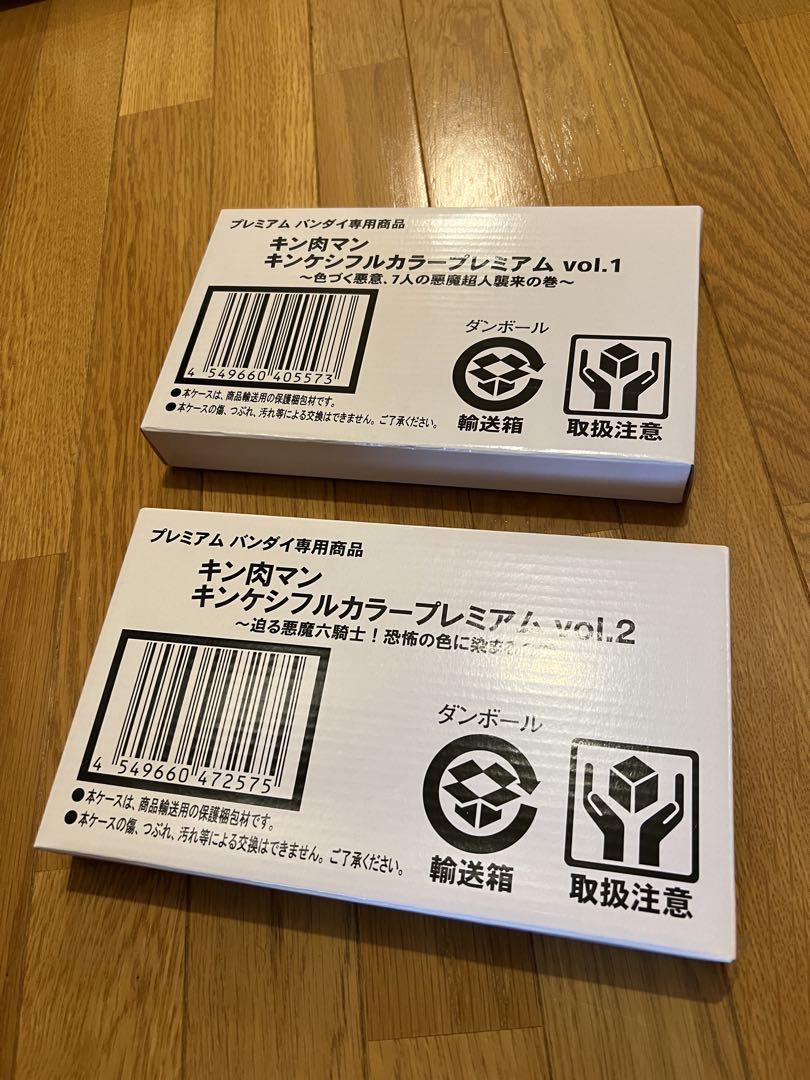 プレミアム バンダイ専用商品
キン肉マン
キンケシフルカラープレミアム vol.1
～色づく悪意、7人の悪魔超人襲来の巻～
4 549660 405573
ダンボール
輸送箱
取扱注意
●本ケースは、商品輸送用の保護梱包材です。
●本ケースの傷、つぶれ、汚れ等による交換はできません。ご了承ください。
プレミアム バンダイ専用商品
キン肉マン
キンケシフルカラープレミアム vol.2
～迫る悪魔六騎士！恐怖の色に染まる
4 549660 472575
ダンボール
輸送箱
取扱注意
●本ケースは、商品輸送用の保護梱包材です。
●本ケースの傷、つぶれ、汚れ等による交換はできません。ご了承ください。